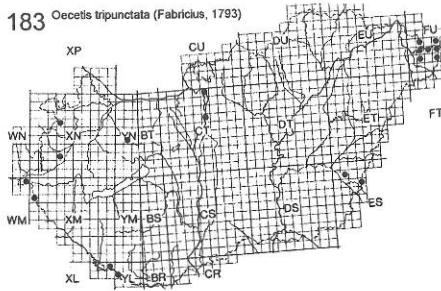 183 Oecetis tripunctata (Fabricius, 1793)
XP CU DU EU FU
WN XN YN BT CT DT ET FT
WM XM YM BS CS DS ES
XL YL BR CR